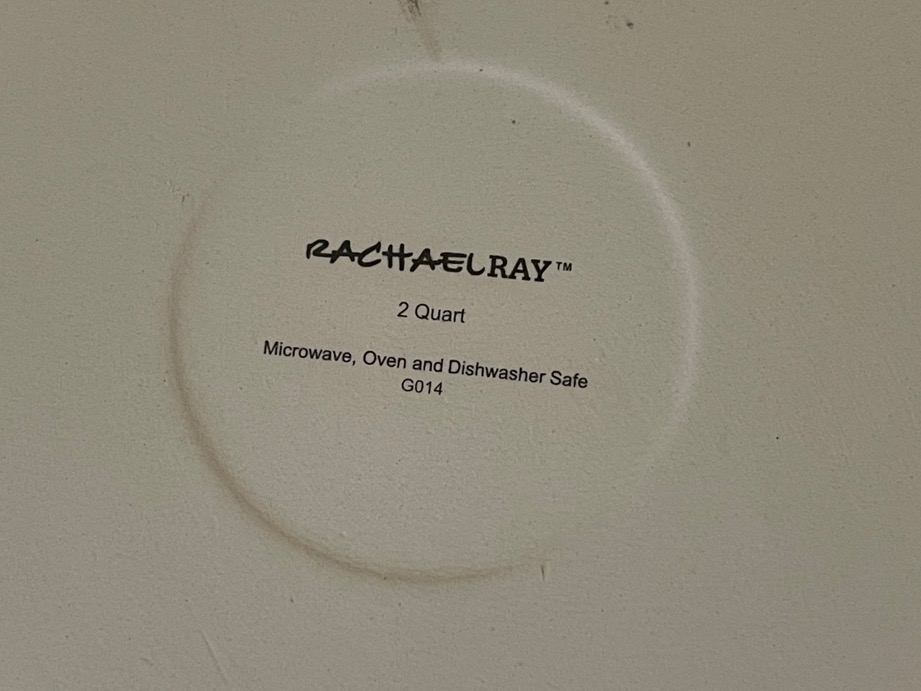 RACHAELRAY™
2 Quart
Microwave, Oven and Dishwasher Safe
G014